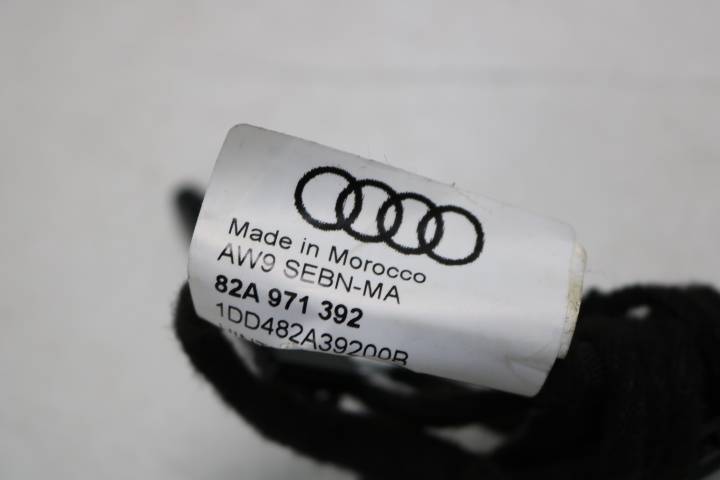 Made in Morocco
AW9 SEBN-MA
82A 971 392
1DD482A39200B